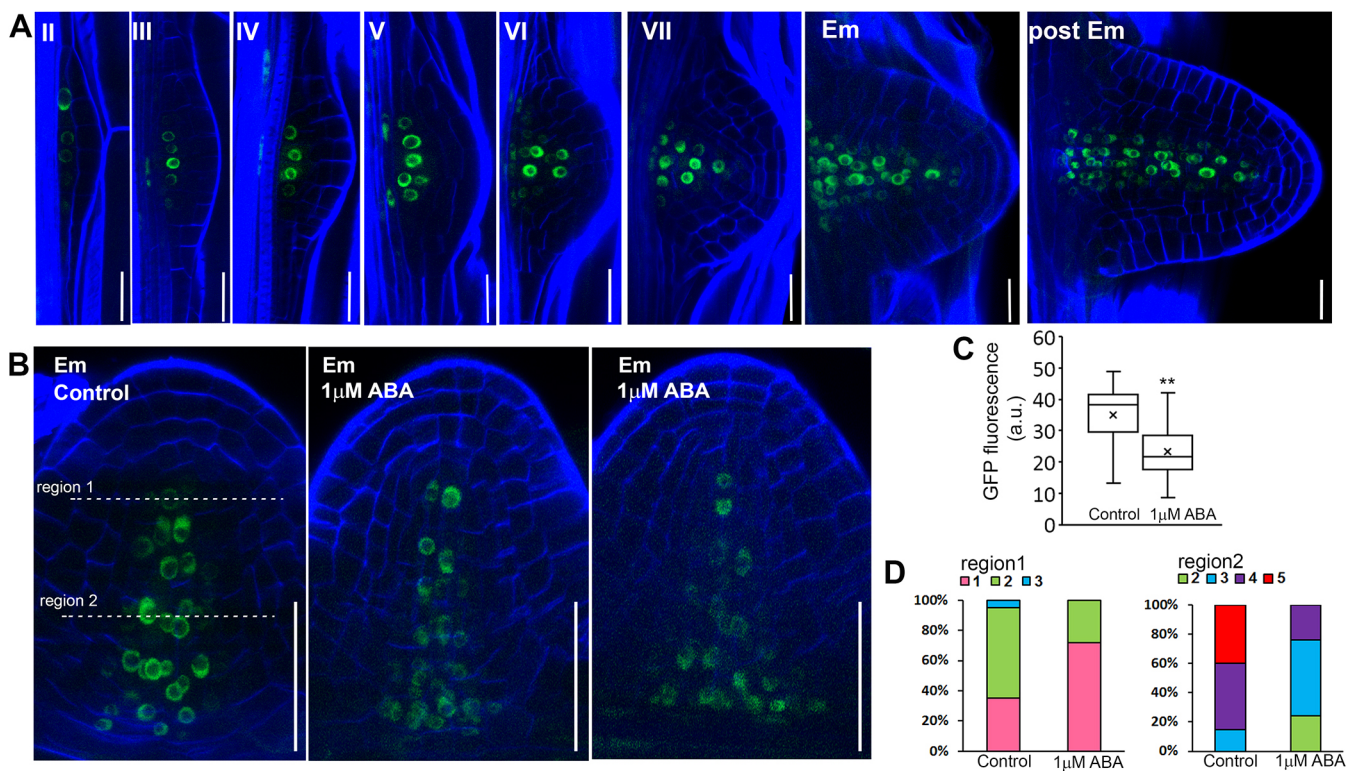 A
II
III
IV
V
VI
VII
Em
post Em
B
Em
Control
Em
1μM ABA
Em
1μM ABA
region 1
region 2
C
GFP fluorescence
(a.u.)
60
50
40
30
20
10
0
**
Control
1μM ABA
D
region1
1 2 3
100%
80%
60%
40%
20%
0%
Control
1μM ABA
region2
2 3 4 5
100%
80%
60%
40%
20%
0%
Control
1μM ABA